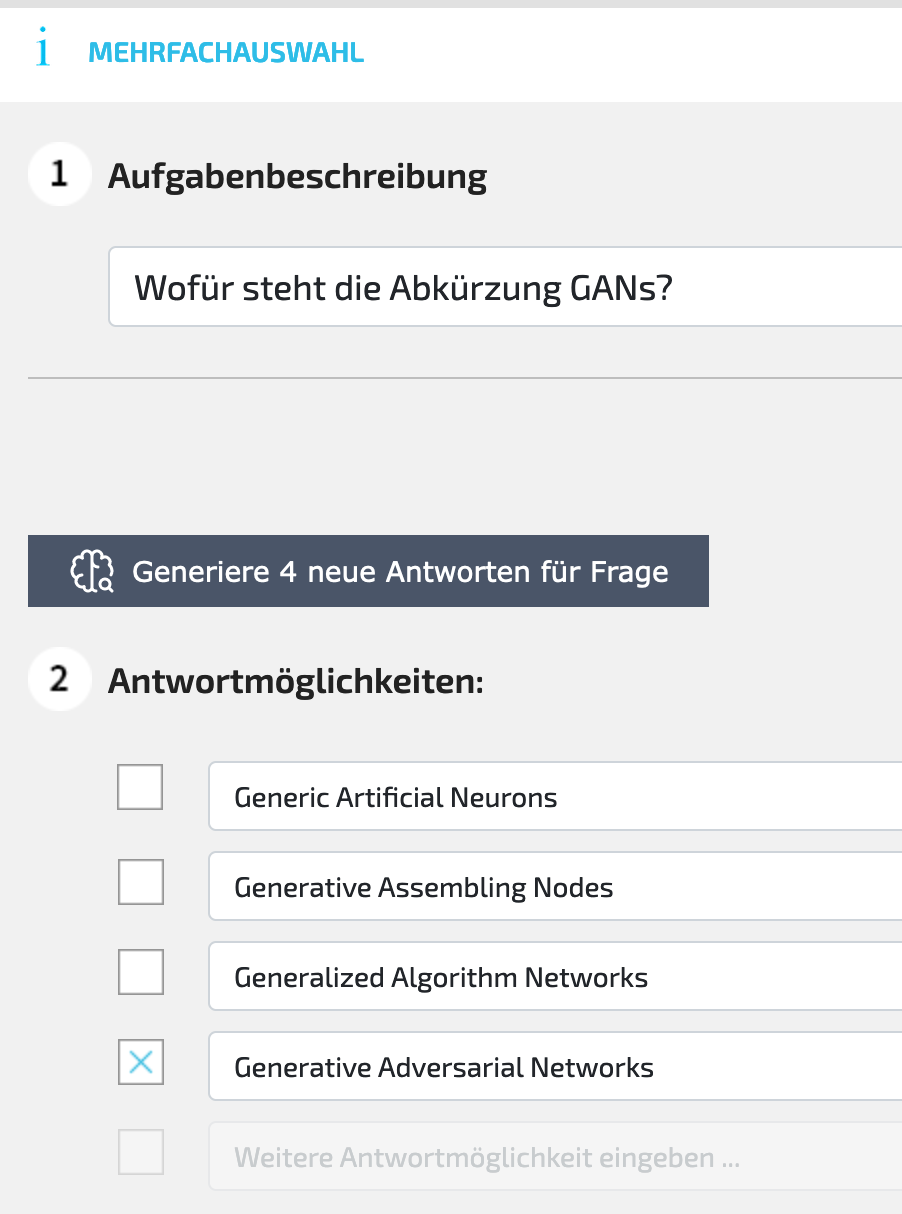 i MEHRFACHAUSWAHL
1 Aufgabenbeschreibung
Wofür steht die Abkürzung GANs?
Generiere 4 neue Antworten für Frage
2 Antwortmöglichkeiten:
Generic Artificial Neurons
Generative Assembling Nodes
Generalized Algorithm Networks
Generative Adversarial Networks
Weitere Antwortmöglichkeit eingeben ...